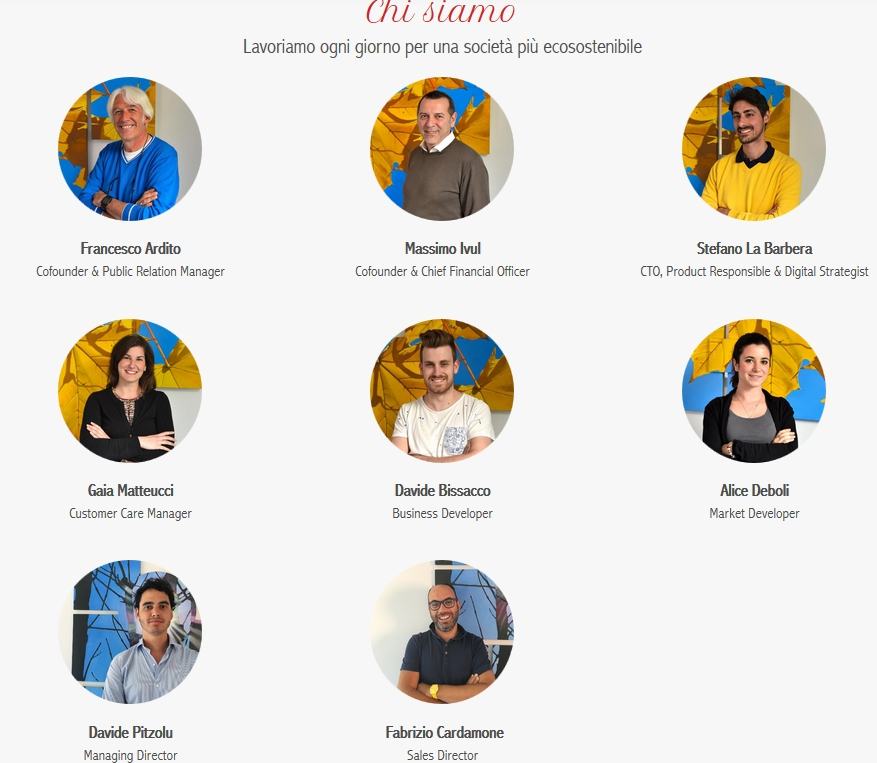 Chi siamo
Lavoriamo ogni giorno per una società più ecosostenibile
Francesco Ardito
Cofounder & Public Relation Manager
Massimo Ivul
Cofounder & Chief Financial Officer
Stefano La Barbera
CTO, Product Responsible & Digital Strategist
Gaia Matteucci
Customer Care Manager
Davide Bissacco
Business Developer
Alice Deboli
Market Developer
Davide Pitzolu
Managing Director
Fabrizio Cardamone
Sales Director